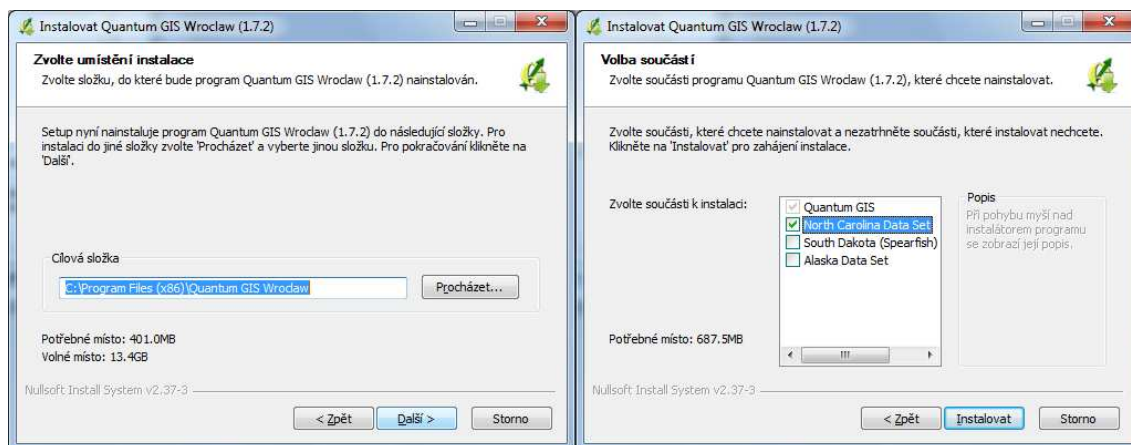 Instalovat Quantum GIS Wroclaw (1.7.2)
Zvolte umístění instalace
Zvolte složku, do které bude program Quantum GIS Wroclaw (1.7.2) nainstalován.
Setup nyní nainstaluje program Quantum GIS Wroclaw (1.7.2) do následující složky. Pro
instalaci do jiné složky zvolte 'Procházet' a vyberte jinou složku. Pro pokračování klikněte na
'Další'.
Cílová složka
C:\Program Files (x86)\Quantum GIS Wroclaw
Procházet...
Potřebné místo: 401.0MB
Volné místo: 13.4GB
Nullsoft Install System v2.37-3
< Zpět
Další >
Storno
Instalovat Quantum GIS Wroclaw (1.7.2)
Volba součástí
Zvolte součásti programu Quantum GIS Wroclaw (1.7.2), které chcete nainstalovat.
Zvolte součásti, které chcete nainstalovat a nezatrhněte součásti, které instalovat nechcete.
Klikněte na 'Instalovat' pro zahájení instalace.
Zvolte součásti k instalaci:
Quantum GIS
North Carolina Data Set
South Dakota (Spearfish)
Alaska Data Set
Popis
Při pohybu myší nad
instalátorem programu
se zobrazí její popis.
Potřebné místo: 687.5MB
Nullsoft Install System v2.37-3
< Zpět
Instalovat
Storno